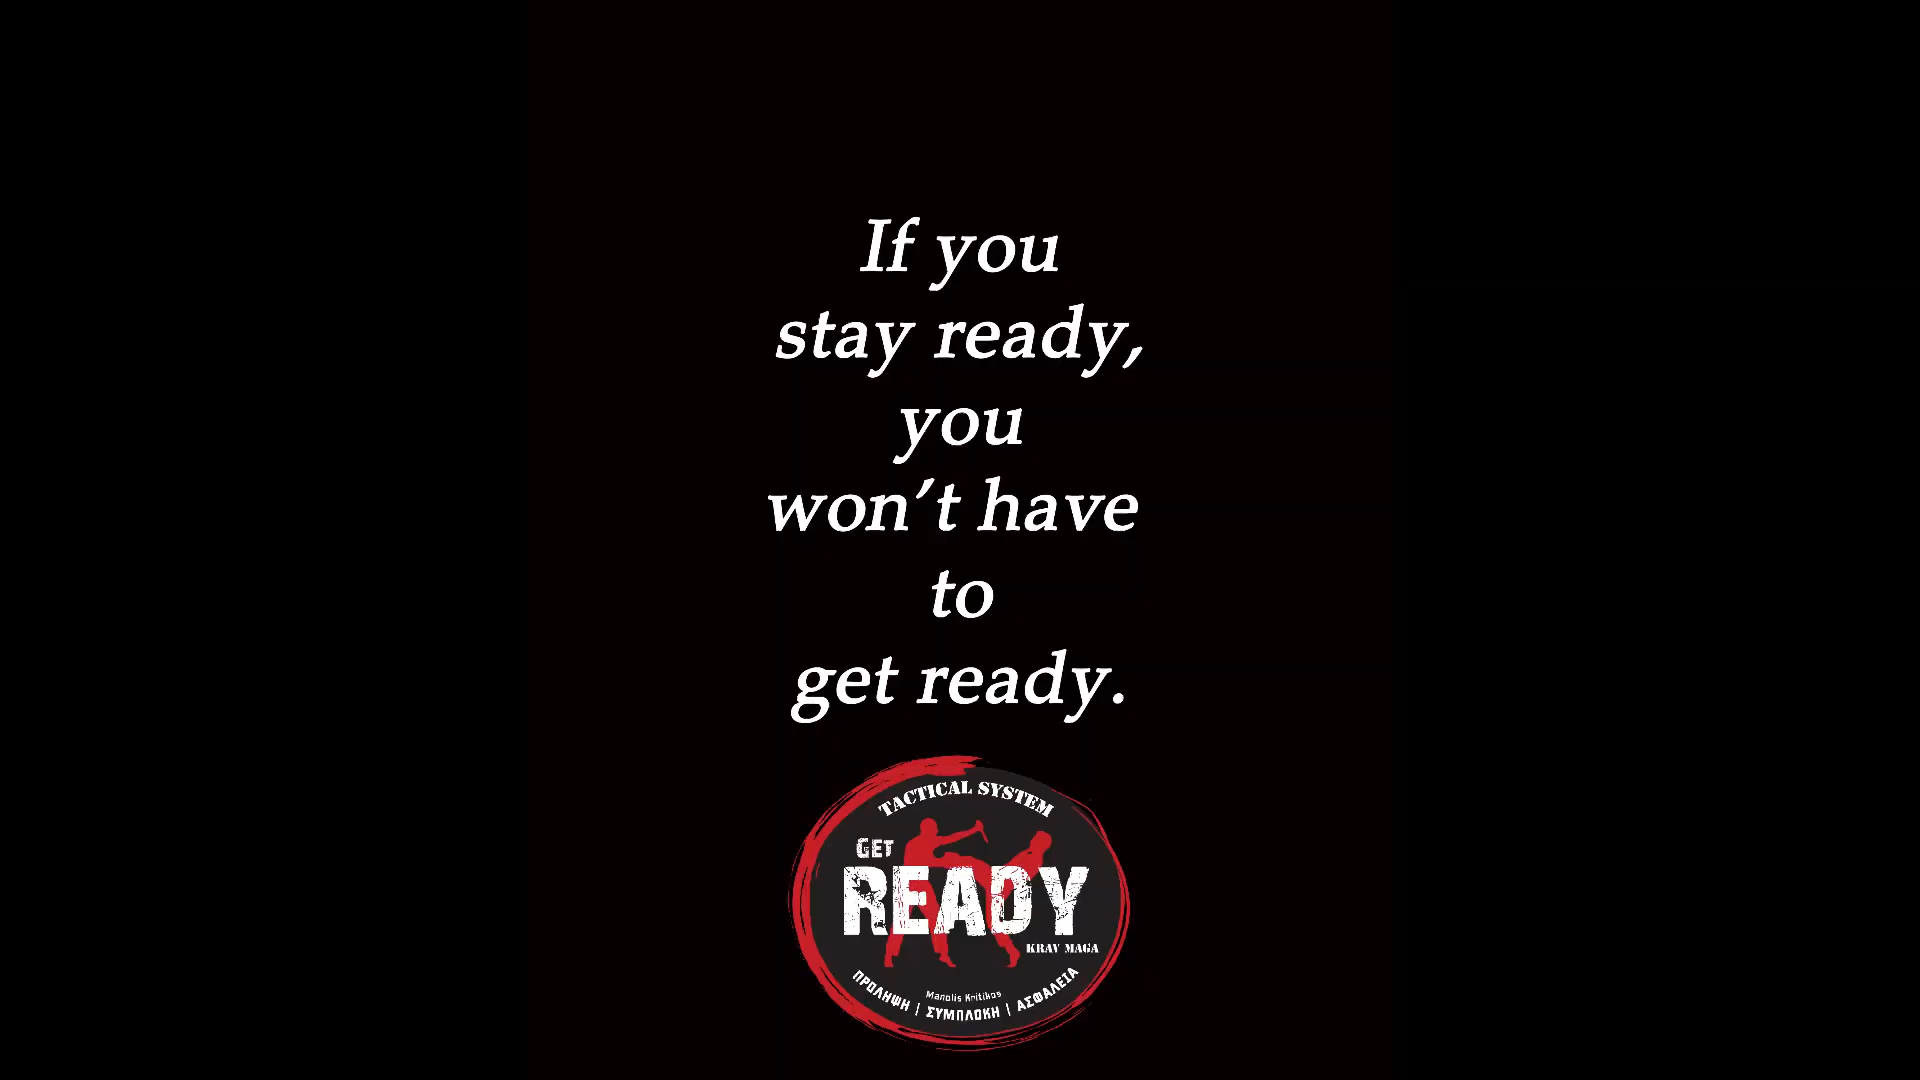 If you
stay ready,
you
won’t have
to
get ready.
TACTICAL SYSTEM
GET
READY
KRAV MAGA
Manolis Kritikos
ΠΡΟΛΗΨΗ | ΣΥΜΠΛΟΚΗ | ΑΣΦΑΛΕΙΑ